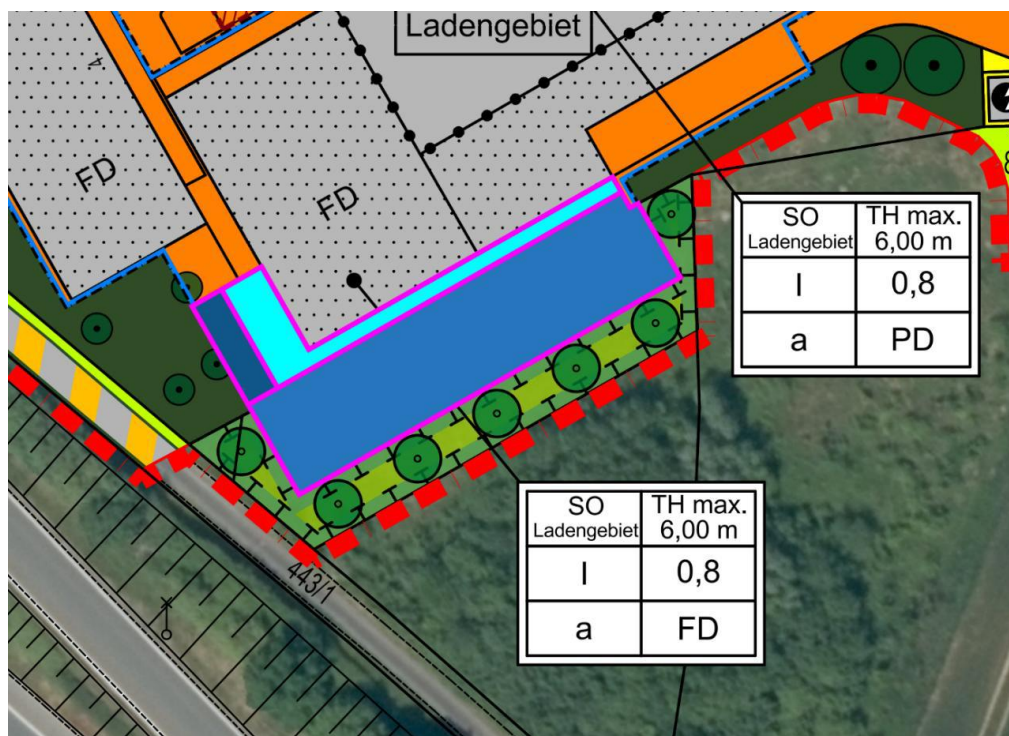 Ladengebiet
FD
FD
SO
Ladengebiet
TH max.
6,00 m
I
0,8
a
PD
SO
Ladengebiet
TH max.
6,00 m
I
0,8
a
FD
443/1